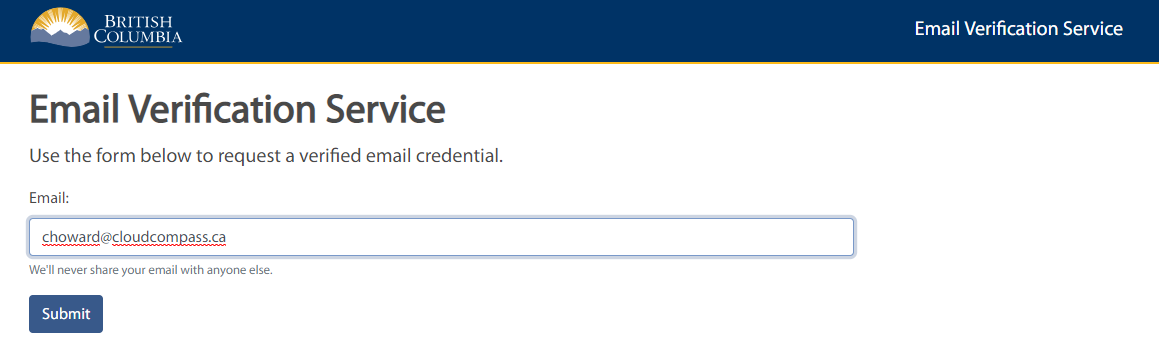 BRITISH
COLUMBIA
Email Verification Service
Email Verification Service
Use the form below to request a verified email credential.
Email:
choward@cloudcompass.ca
We'll never share your email with anyone else.
Submit